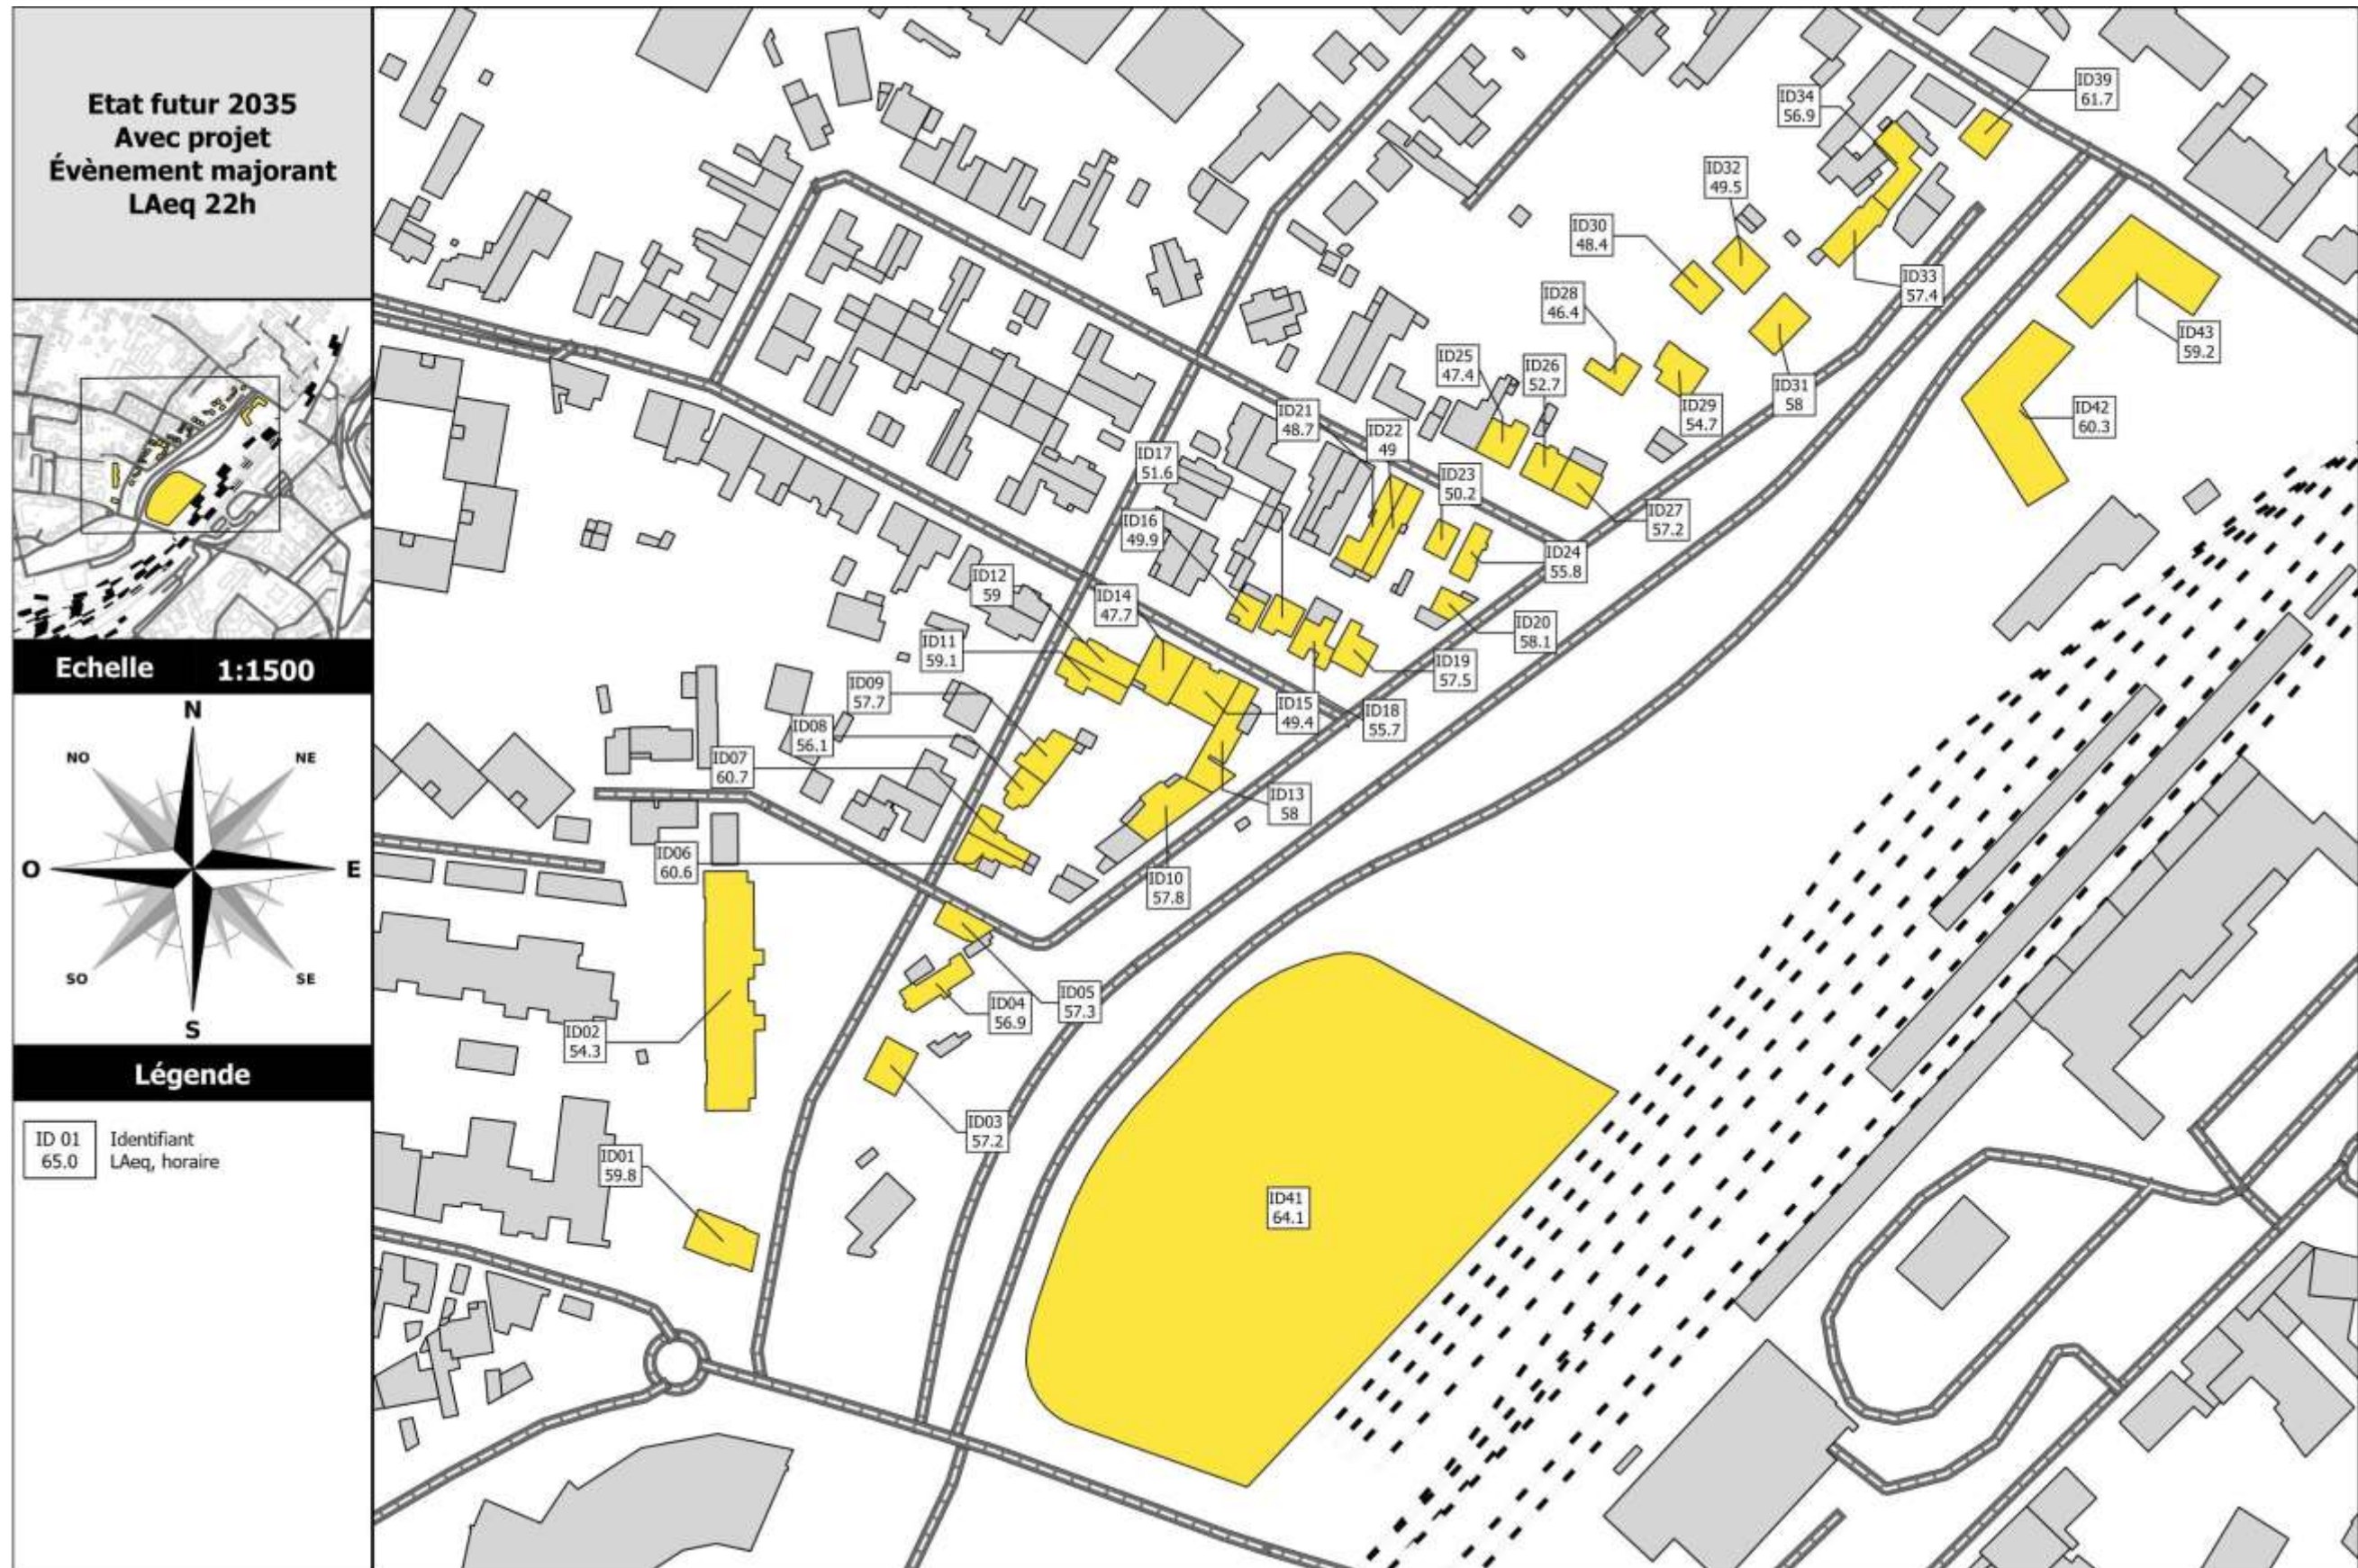 Etat futur 2035
Avec projet
Évènement majorant
LAeq 22h
Echelle 1:1500
N
NO
NE
O
E
SO
SE
S
Légende
ID 01
65.0
Identifiant
LAeq, horaire
ID39
61.7
ID34
56.9
ID32
49.5
ID30
48.4
ID33
57.4
ID28
46.4
ID43
59.2
ID25
47.4
ID26
52.7
ID31
58
ID29
54.7
ID42
60.3
ID21
48.7
ID22
49
ID17
51.6
ID23
50.2
ID27
57.2
ID16
49.9
ID24
55.8
ID12
59
ID14
47.7
ID20
58.1
ID11
59.1
ID19
57.5
ID09
57.7
ID15
49.4
ID18
55.7
ID08
56.1
ID07
60.7
ID13
58
ID06
60.6
ID10
57.8
ID05
57.3
ID04
56.9
ID02
54.3
ID03
57.2
ID01
59.8
ID41
64.1